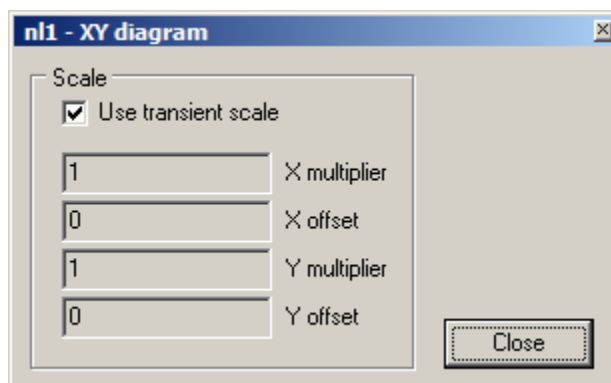 nl1 - XY diagram
Scale
Use transient scale
1 X multiplier
0 X offset
1 Y multiplier
0 Y offset
Close